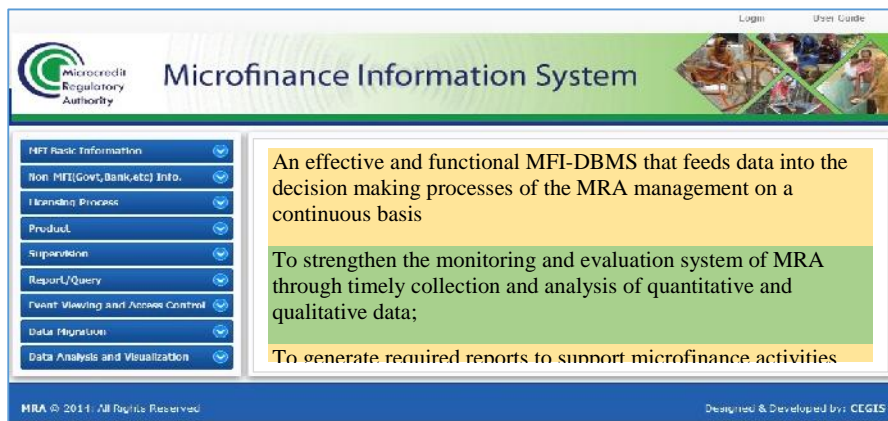 Login User Guide
Microcredit
Regulatory
Authority
Microfinance Information System
MFI Basic Information
Non MFI(Govt,Bank,etc) Info.
Licensing Process
Product
Supervision
Report/Query
Event Viewing and Access Control
Data Migration
Data Analysis and Visualization
An effective and functional MFI-DBMS that feeds data into the
decision making processes of the MRA management on a
continuous basis
To strengthen the monitoring and evaluation system of MRA
through timely collection and analysis of quantitative and
qualitative data;
To generate required reports to support microfinance activities
MRA © 2014: All Rights Reserved
Designed & Developed by: CEGIS